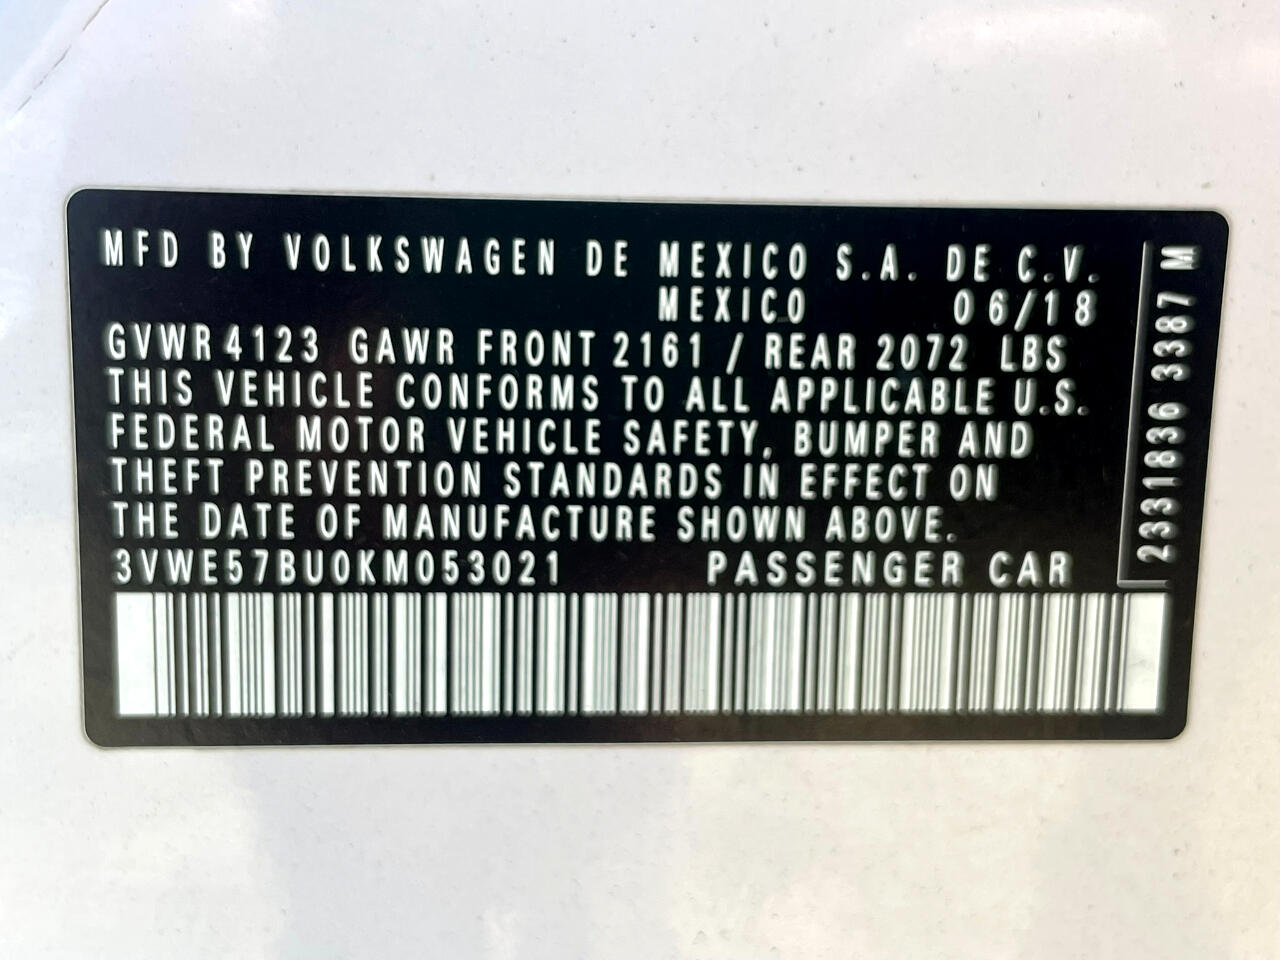 MFD BY VOLKSWAGEN DE MEXICO S.A. DE C.V.
MEXICO 06/18
GVWR 4123 GAWR FRONT 2161 / REAR 2072 LBS
THIS VEHICLE CONFORMS TO ALL APPLICABLE U.S.
FEDERAL MOTOR VEHICLE SAFETY, BUMPER AND
THEFT PREVENTION STANDARDS IN EFFECT ON
THE DATE OF MANUFACTURE SHOWN ABOVE.
3VWE57BU0KM053021 PASSENGER CAR
2331836 3387 M